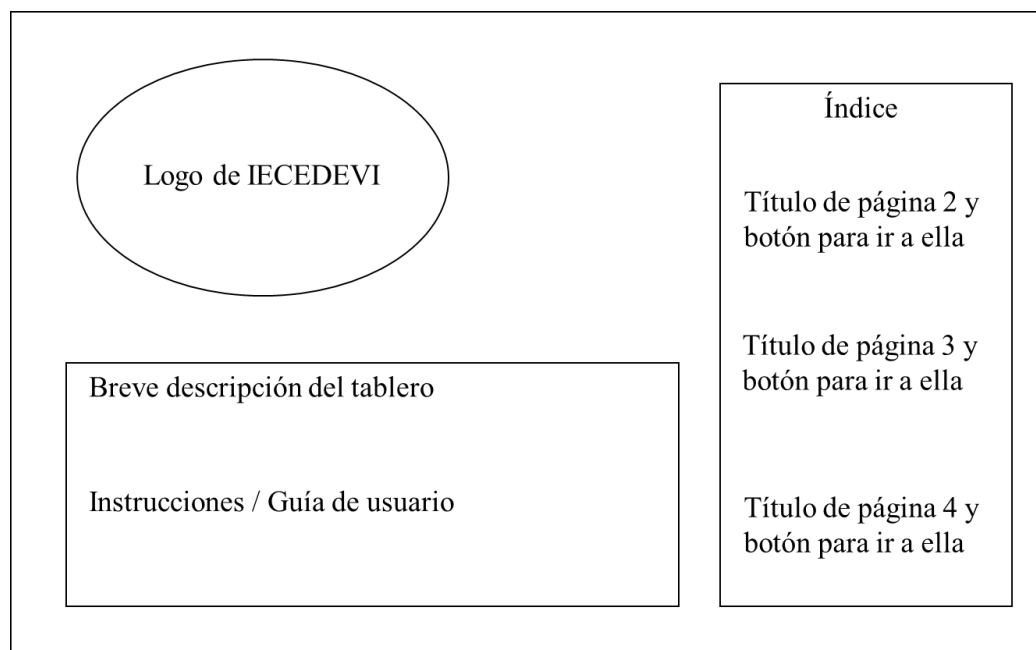 Logo de IECEDEVI
Breve descripción del tablero
Instrucciones / Guía de usuario
Índice
Título de página 2 y
botón para ir a ella
Título de página 3 y
botón para ir a ella
Título de página 4 y
botón para ir a ella